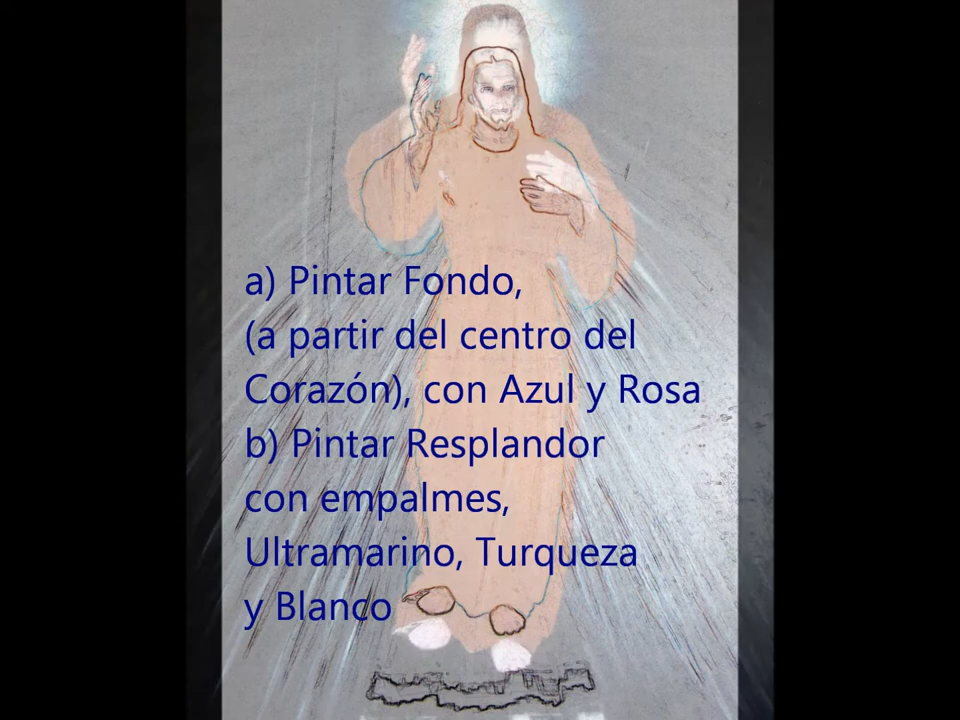 a) Pintar Fondo,
(a partir del centro del
Corazón), con Azul y Rosa
b) Pintar Resplandor
con empalmes,
Ultramarino, Turqueza
y Blanco